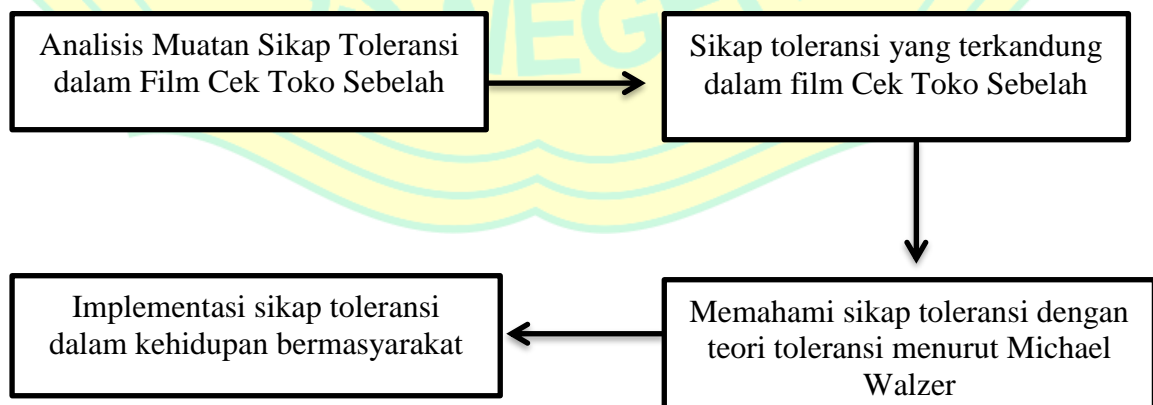 Analisis Muatan Sikap Toleransi
dalam Film Cek Toko Sebelah
Sikap toleransi yang terkandung
dalam film Cek Toko Sebelah
Memahami sikap toleransi dengan
teori toleransi menurut Michael
Walzer
Implementasi sikap toleransi
dalam kehidupan bermasyarakat